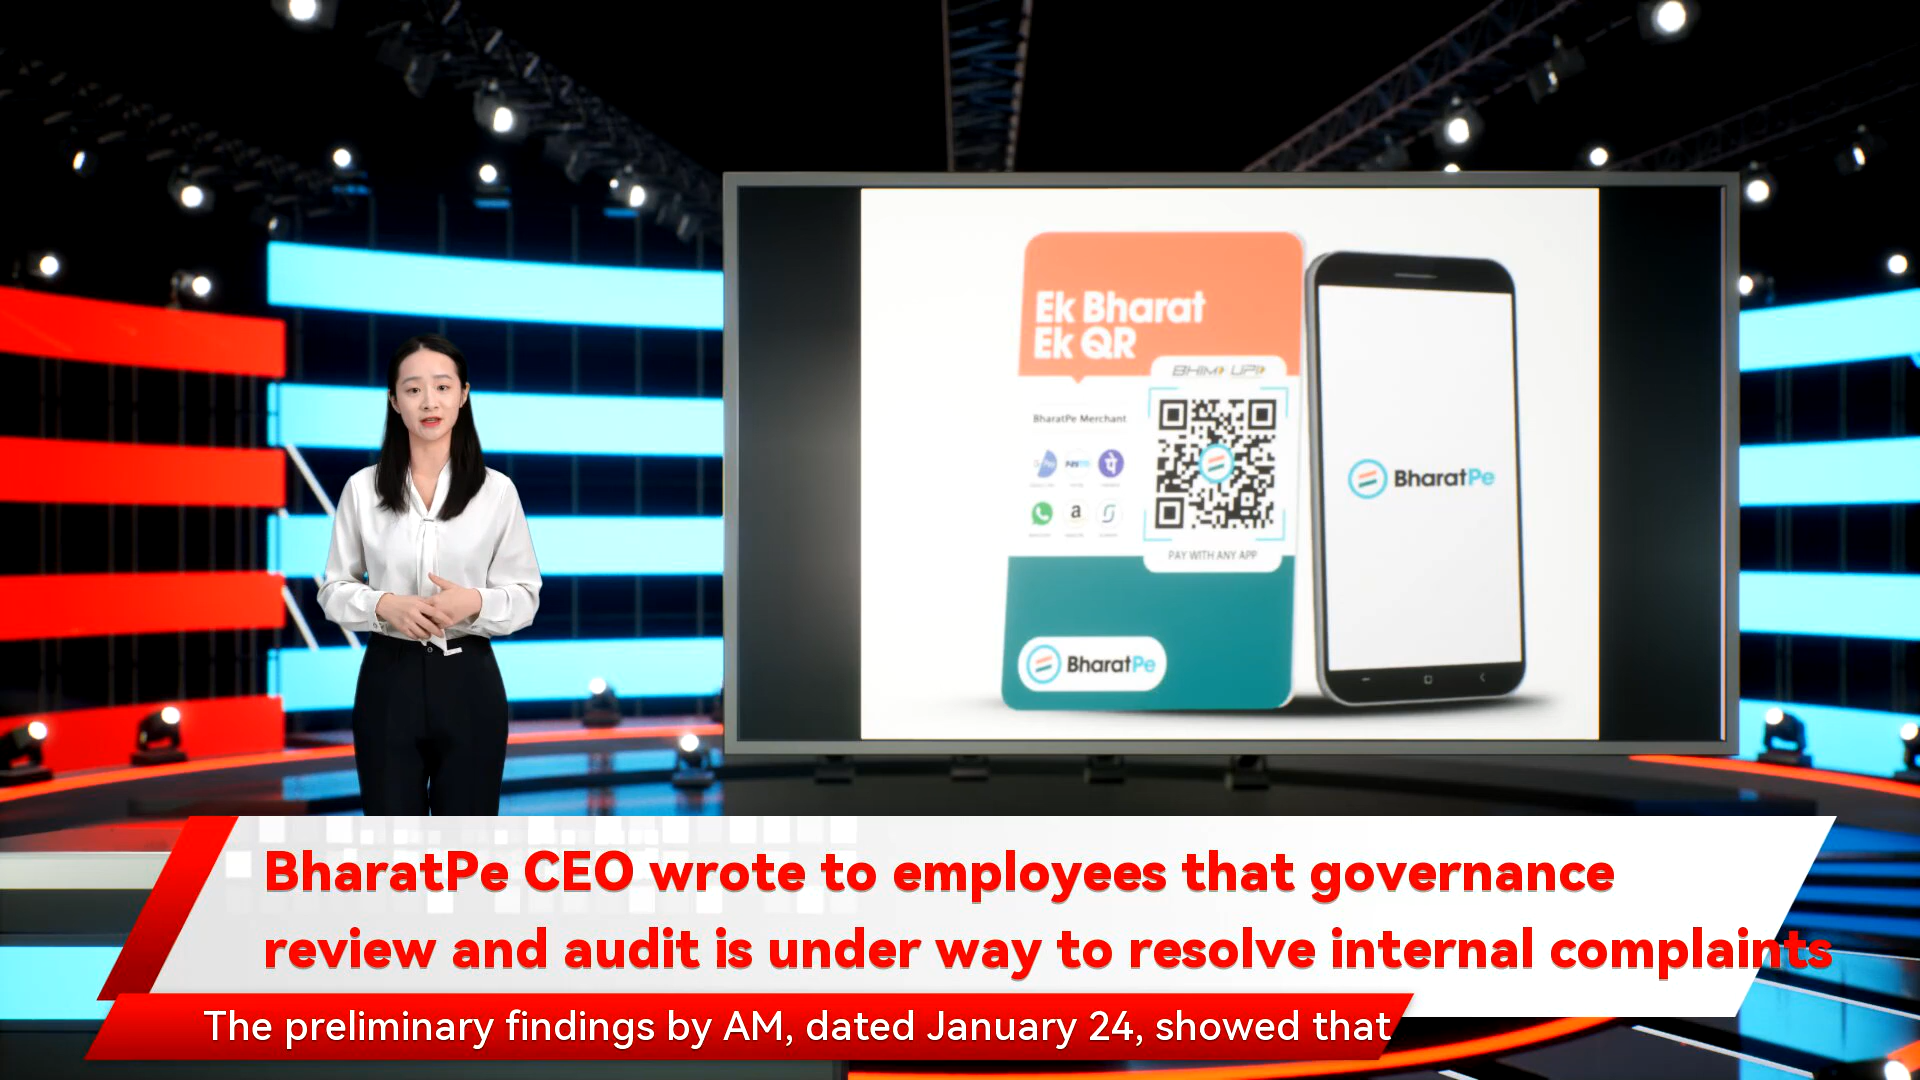 Ek Bharat
Ek QR
BHIM UPI
BharatPe Merchant
a
PAY WITH ANY APP
BharatPe
BharatPe
BharatPe CEO wrote to employees that governance
review and audit is under way to resolve internal complaints
The preliminary findings by AM, dated January 24, showed that